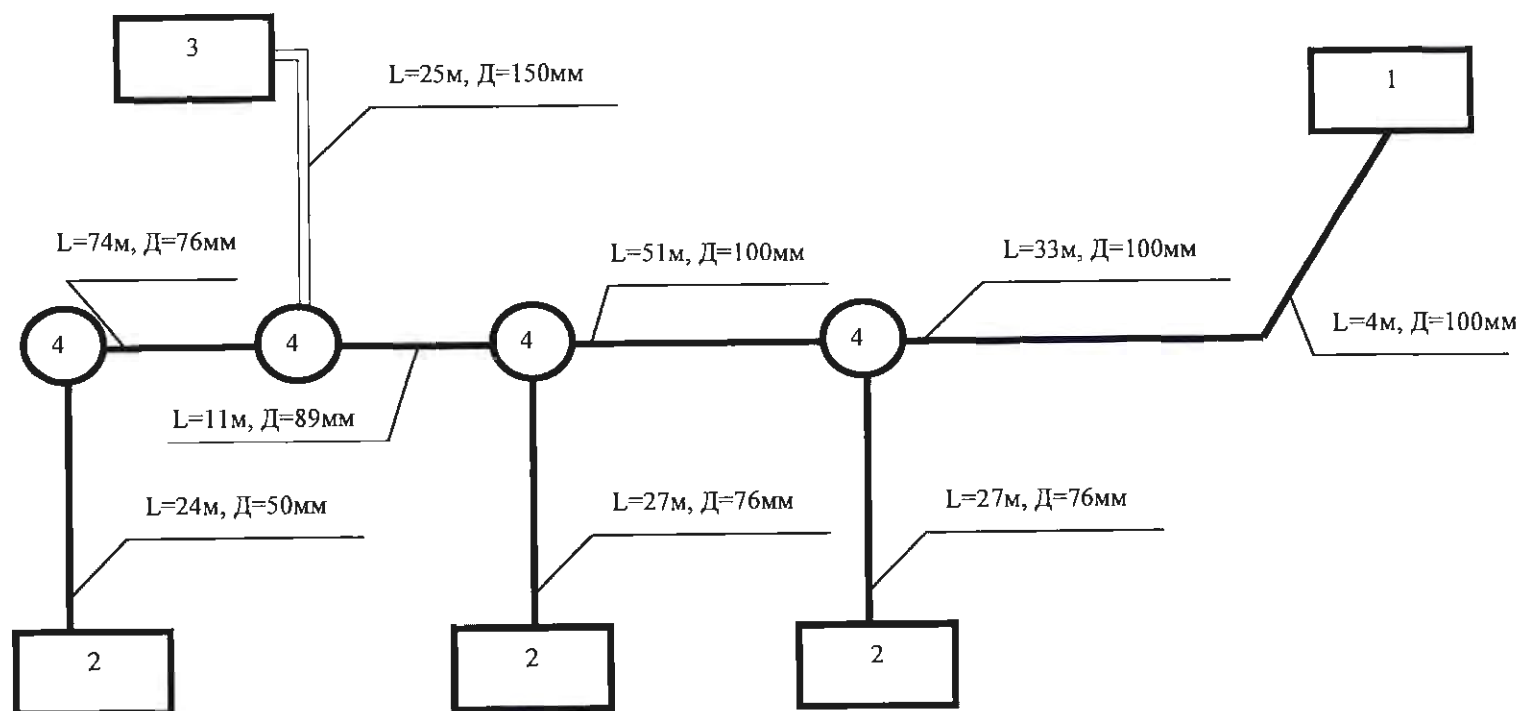 3
L=25м, Д=150мм
1
L=74м, Д=76мм
L=51м, Д=100мм
L=33м, Д=100мм
L=4м, Д=100мм
4
4
4
4
L=11м, Д=89мм
L=24м, Д=50мм
L=27м, Д=76мм
L=27м, Д=76мм
2
2
2